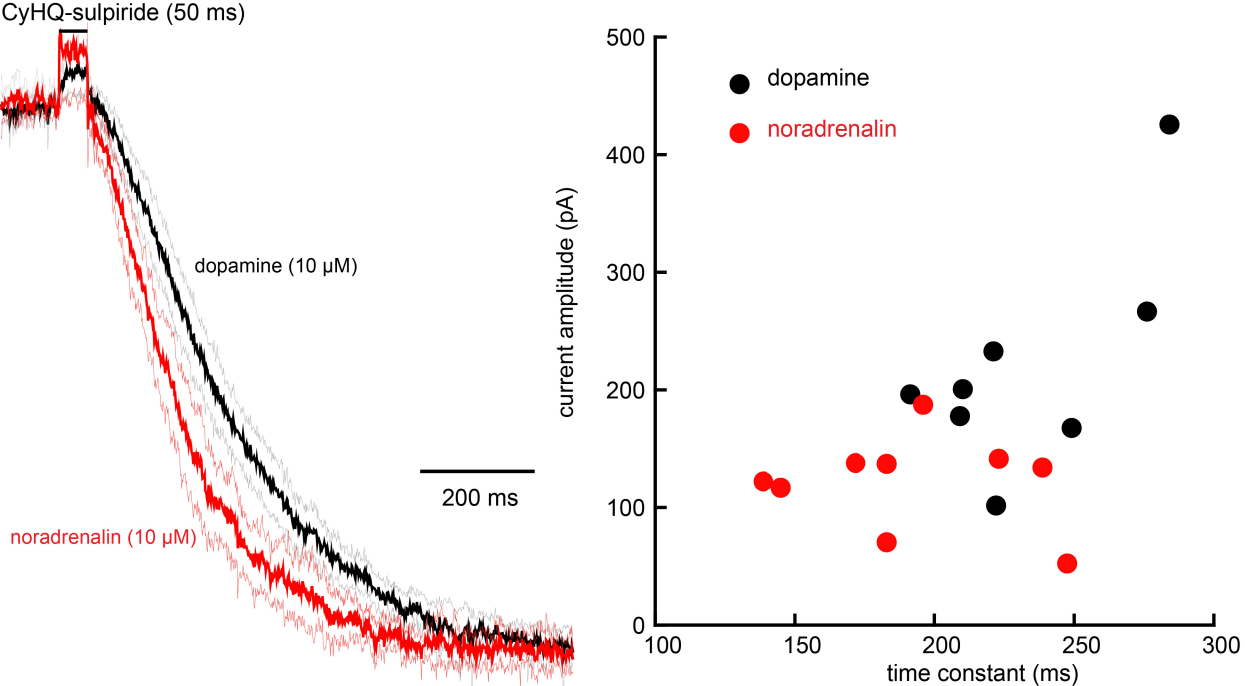 CyHQ-sulpiride (50 ms)
dopamine (10 µM)
200 ms
noradrenalin (10 µM)
500
400
300
200
100
0
current amplitude (pA)
dopamine
noradrenalin
100
150
200
250
300
time constant (ms)